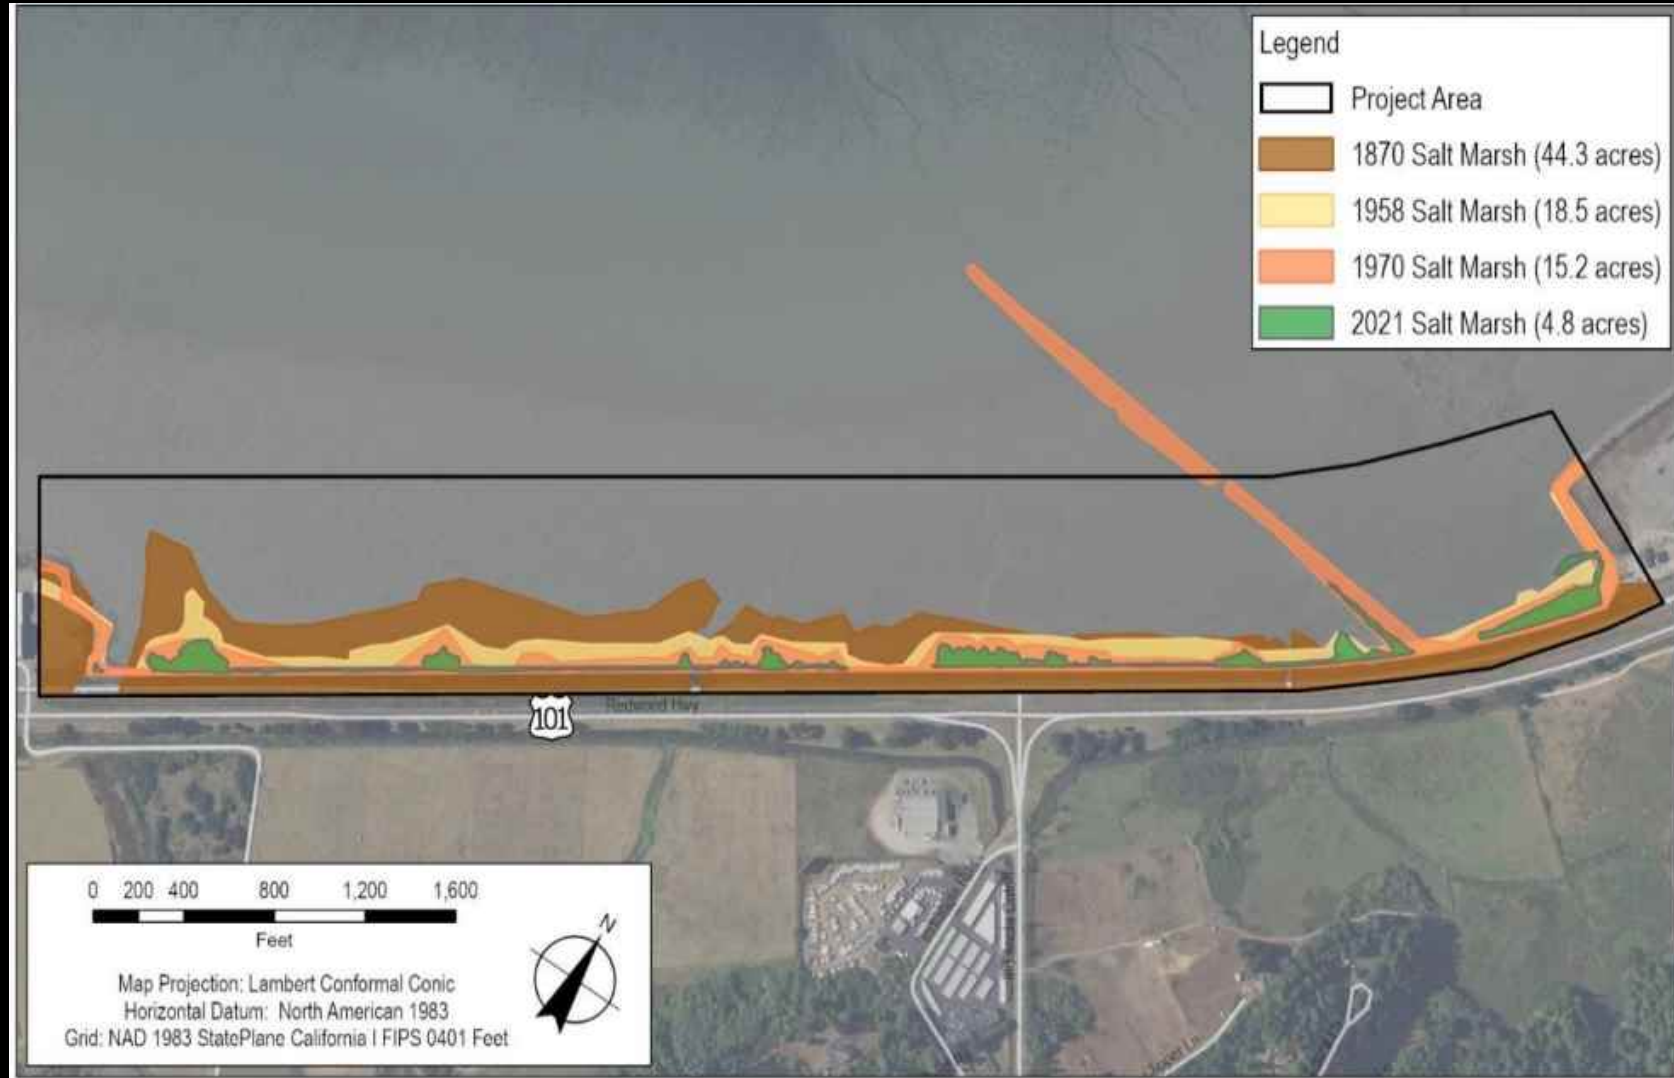 Legend
Project Area
1870 Salt Marsh (44.3 acres)
1958 Salt Marsh (18.5 acres)
1970 Salt Marsh (15.2 acres)
2021 Salt Marsh (4.8 acres)
Redwood Hwy
101
0 200 400 800 1,200 1,600
Feet
N
Map Projection: Lambert Conformal Conic
Horizontal Datum: North American 1983
Grid: NAD 1983 StatePlane California I FIPS 0401 Feet